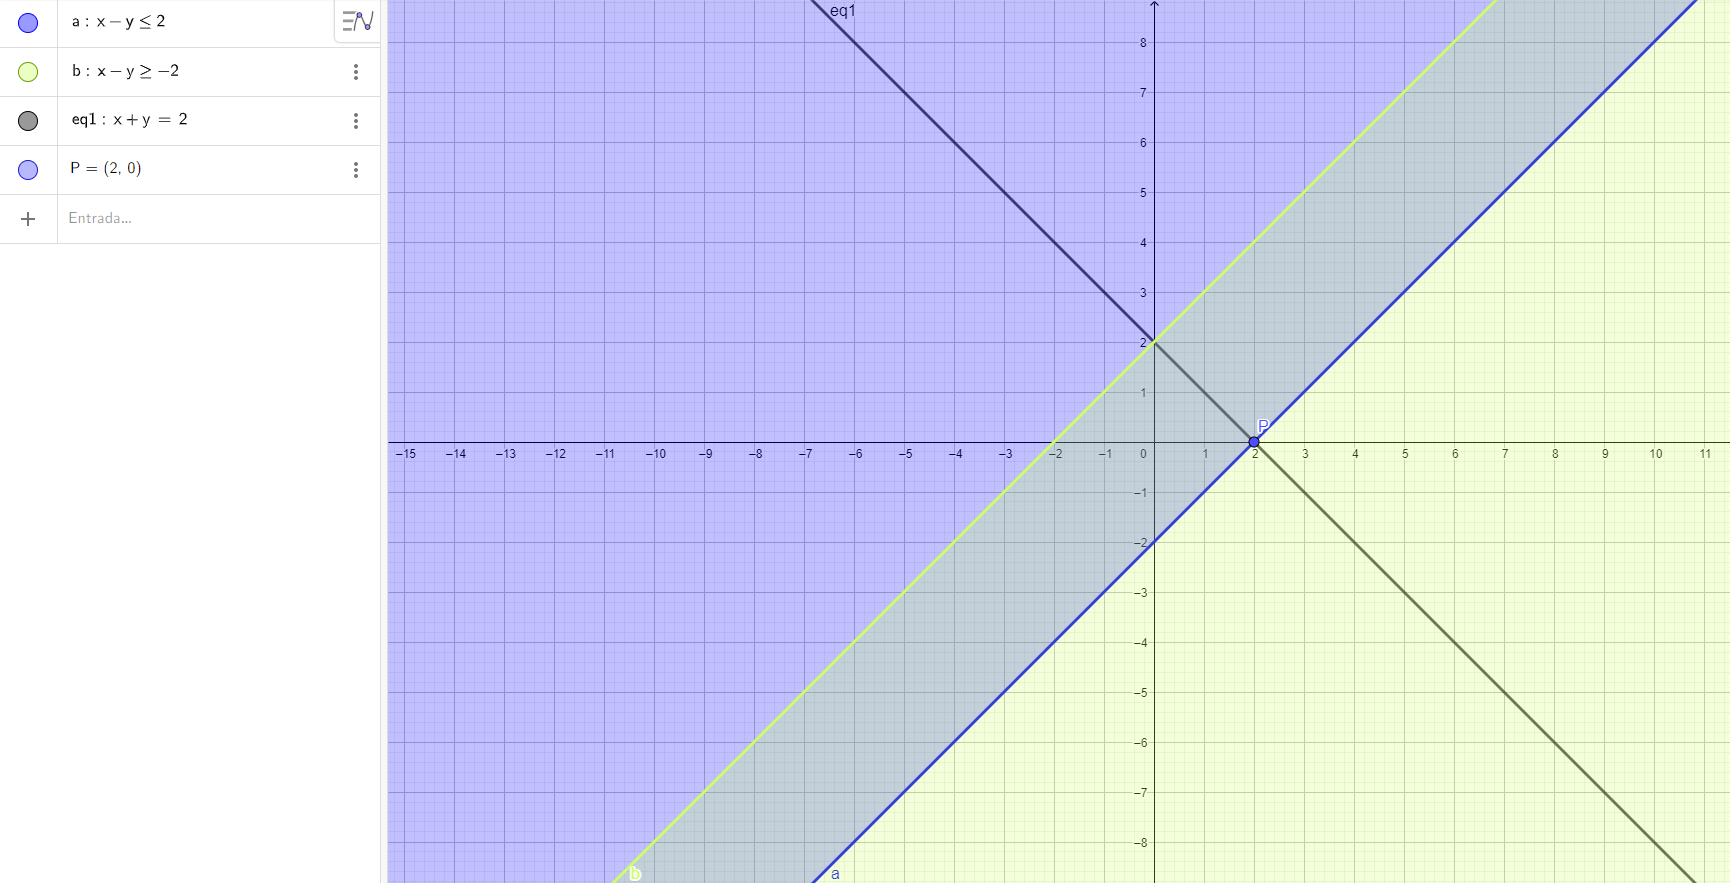 a : x − y ≤ 2
b : x − y ≥ −2
eq1 : x + y = 2
P = (2, 0)
Entrada...
eq1
8
7
6
5
4
3
2
1
P
−15 −14 −13 −12 −11 −10 −9 −8 −7 −6 −5 −4 −3 −2 −1 0 1 2 3 4 5 6 7 8 9 10 11
−1
−2
−3
−4
−5
−6
−7
−8
b a